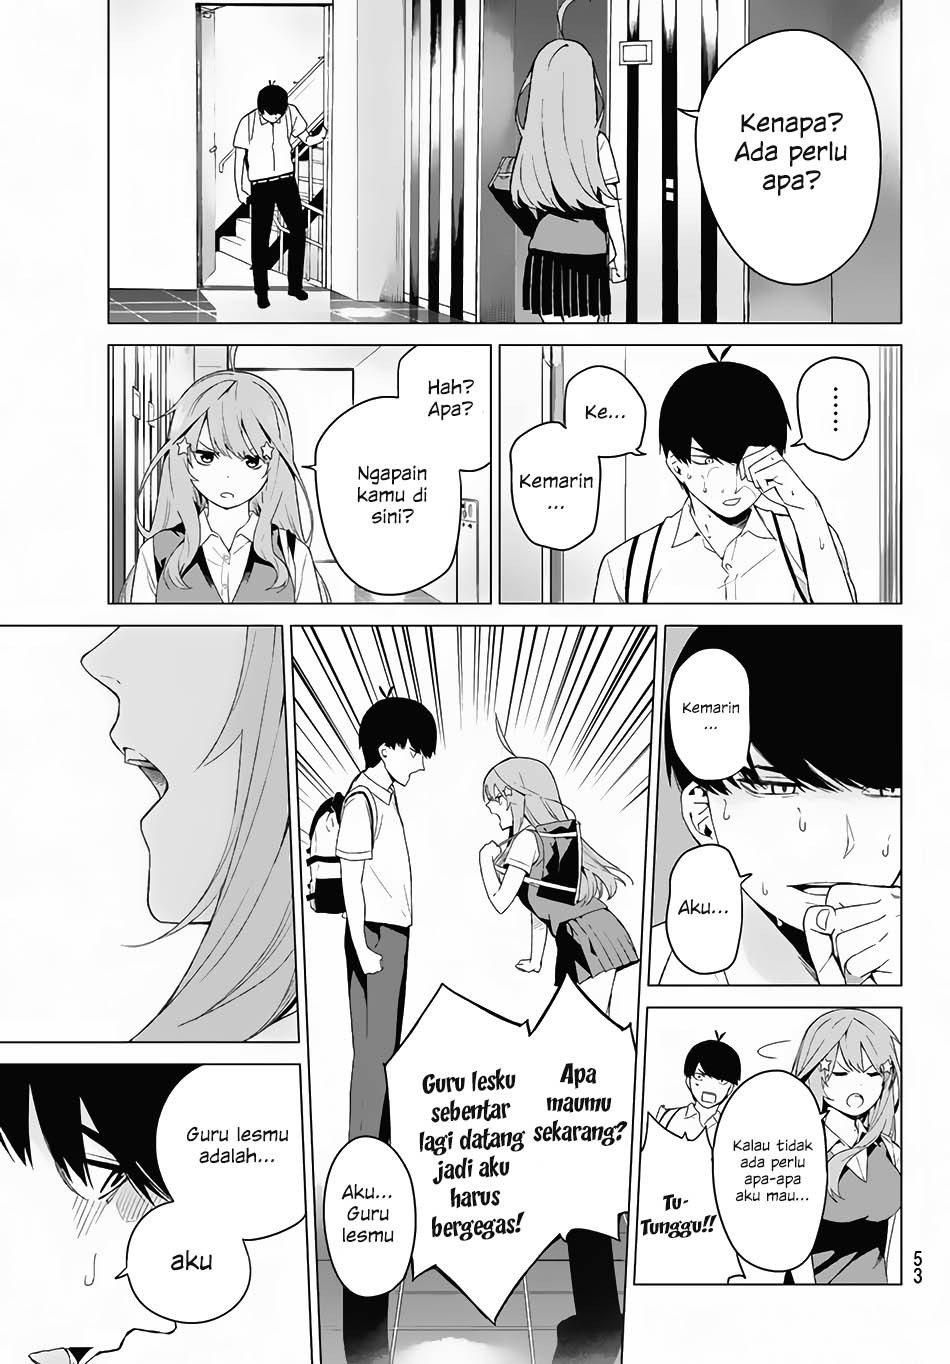 Kenapa?
Ada perlu
apa?
......
Ke...
Kemarin
...
Hah?
Apa?
Ngapain
kamu di
sini?
Kemarin
...
Aku...
Kalau tidak
ada perlu
apa-apa
aku mau...
Tu-
Tunggu!!
Apa
maumu
sekarang?
Guru lesku
sebentar
lagi datang
jadi aku
harus
bergegas!
Aku...
Guru
lesmu
Guru lesmu
adalah...
aku
53